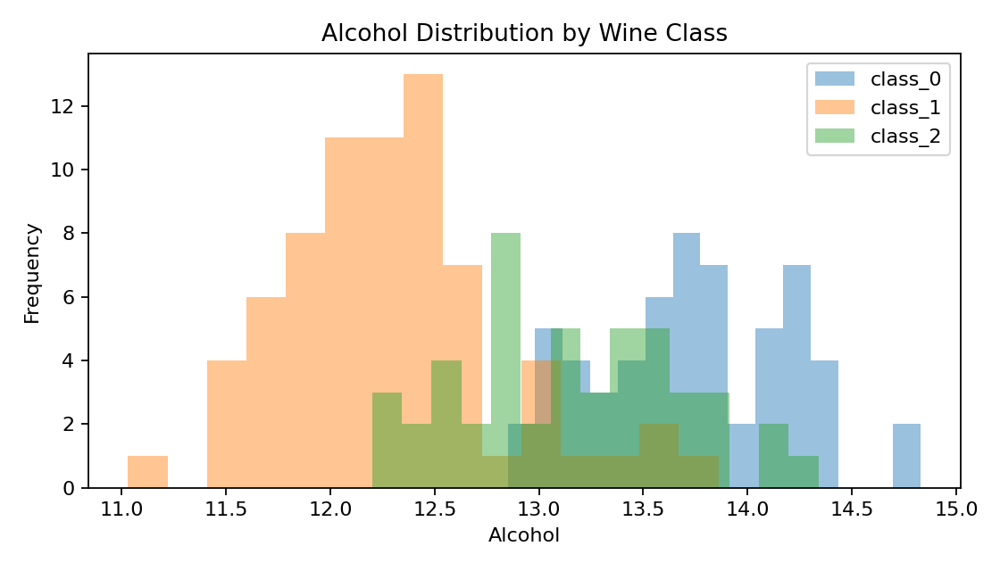 Alcohol Distribution by Wine Class
class_0
class_1
class_2
Frequency
12
10
8
6
4
2
0
11.0 11.5 12.0 12.5 13.0 13.5 14.0 14.5 15.0
Alcohol